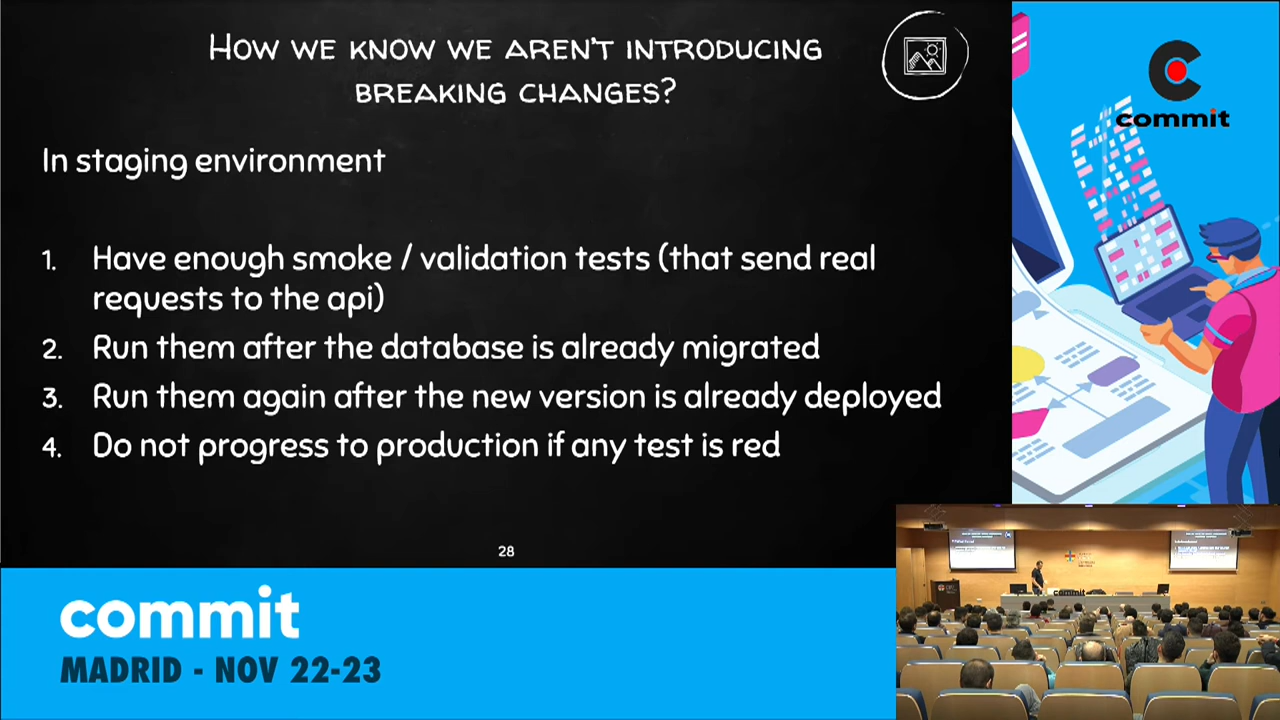 How we know we aren't introducing
breaking changes?
In staging environment
1. Have enough smoke / validation tests (that send real
requests to the api)
2. Run them after the database is already migrated
3. Run them again after the new version is already deployed
4. Do not progress to production if any test is red
28
commit
commit
MADRID - NOV 22-23
commit